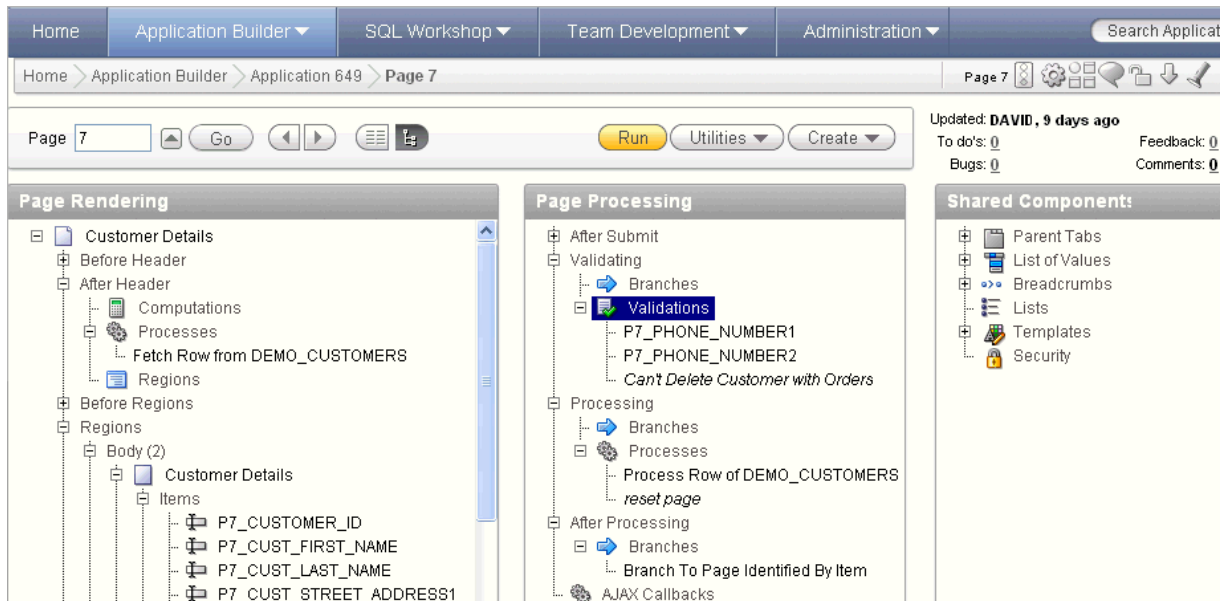 Home Application Builder SQL Workshop Team Development Administration Search Applicat
Home Application Builder Application 649 Page 7 Page 7
Page 7 Go Run Utilities Create
Updated: DAVID, 9 days ago
To do's: 0 Feedback: 0
Bugs: 0 Comments: 0
Page Rendering
Customer Details
Before Header
After Header
Computations
Processes
Fetch Row from DEMO_CUSTOMERS
Regions
Before Regions
Regions
Body (2)
Customer Details
Items
P7_CUSTOMER_ID
P7_CUST_FIRST_NAME
P7_CUST_LAST_NAME
P7_CUST_STREET_ADDRESS1
Page Processing
After Submit
Validating
Branches
Validations
P7_PHONE_NUMBER1
P7_PHONE_NUMBER2
Can't Delete Customer with Orders
Processing
Branches
Processes
Process Row of DEMO_CUSTOMERS
reset page
After Processing
Branches
Branch To Page Identified By Item
AJAX Callbacks
Shared Components
Parent Tabs
List of Values
Breadcrumbs
Lists
Templates
Security